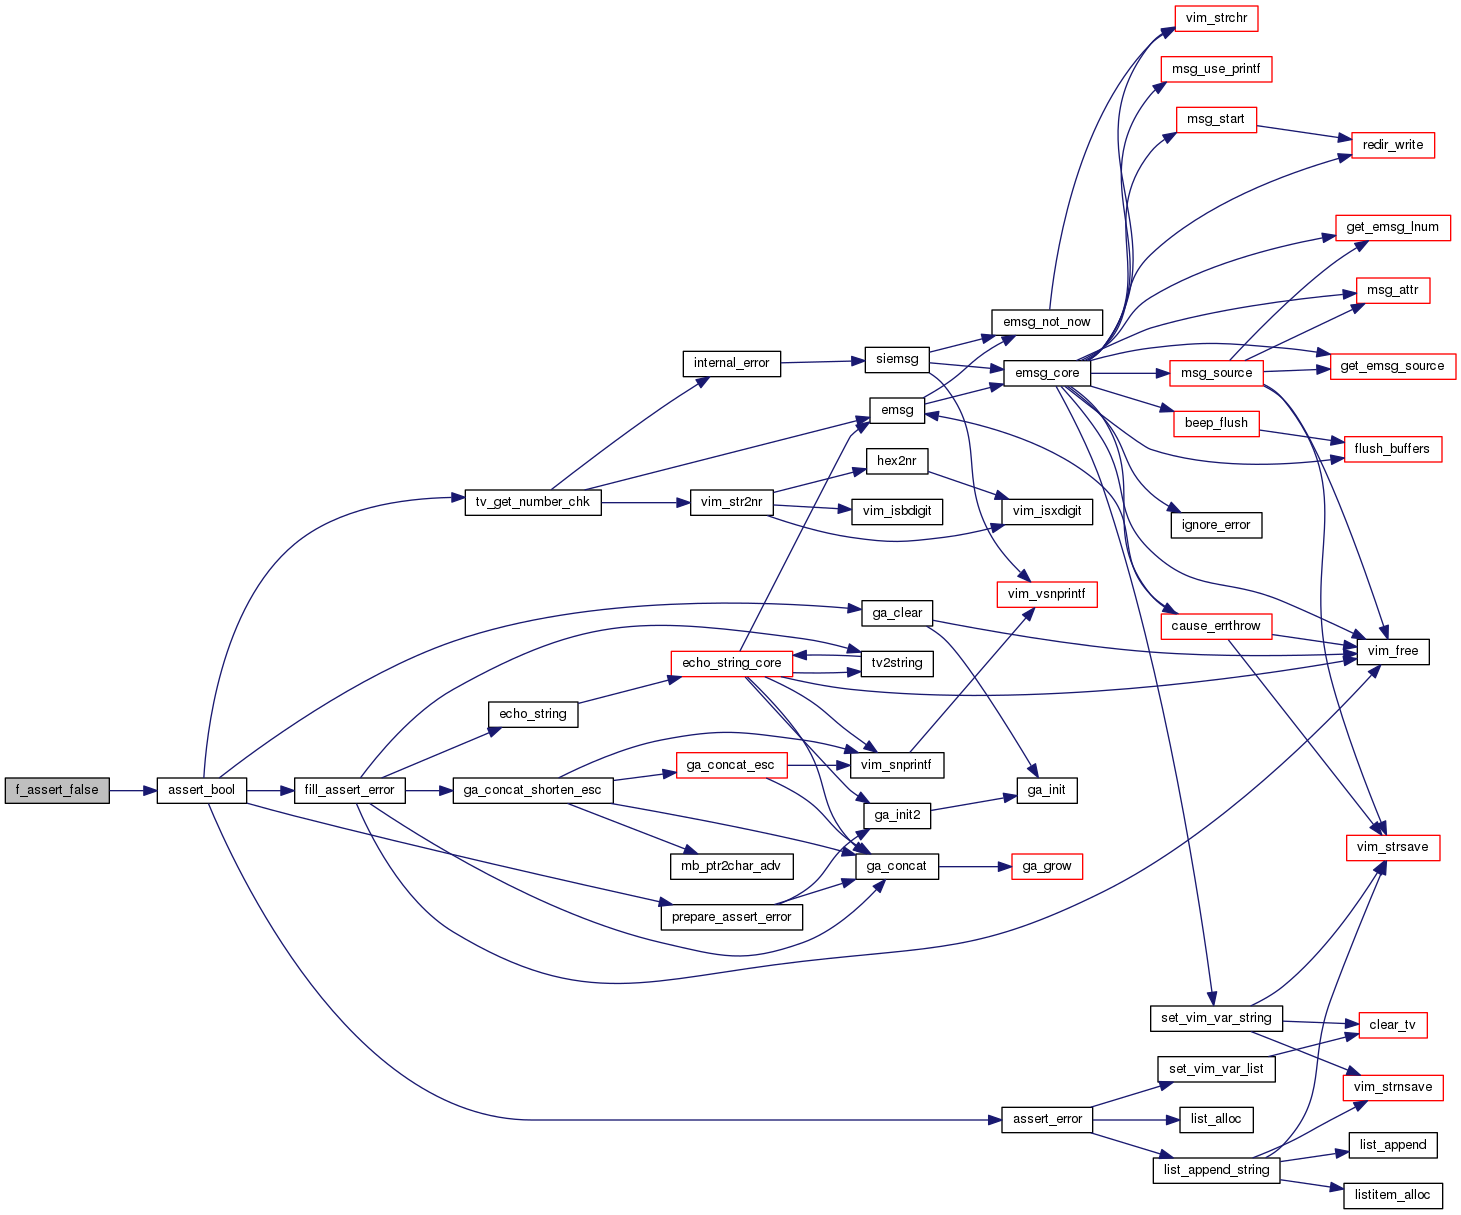 vim_strchr
msg_use_printf
msg_start
redir_write
get_emsg_lnum
msg_attr
emsg_not_now
internal_error
siemsg
emsg_core
msg_source
get_emsg_source
emsg
beep_flush
flush_buffers
hex2nr
tv_get_number_chk
vim_str2nr
vim_isbdigit
vim_isxdigit
ignore_error
vim_vsnprintf
ga_clear
cause_errthrow
echo_string_core
tv2string
vim_free
echo_string
ga_concat_esc
vim_snprintf
f_assert_false
assert_bool
fill_assert_error
ga_concat_shorten_esc
ga_init
ga_init2
mb_ptr2char_adv
ga_concat
ga_grow
vim_strsave
prepare_assert_error
set_vim_var_string
clear_tv
set_vim_var_list
vim_strnsave
assert_error
list_alloc
list_append
list_append_string
listitem_alloc